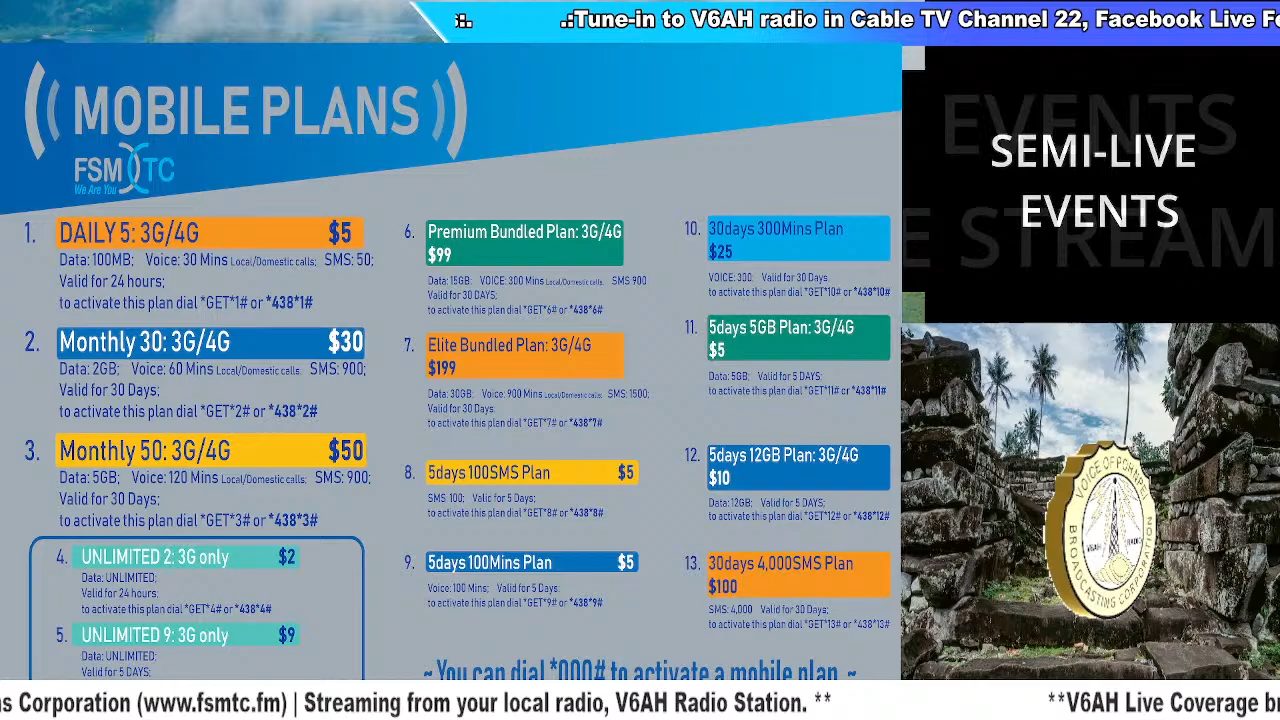 :.
.:Tune-in to V6AH radio in Cable TV Channel 22, Facebook Live
MOBILE PLANS
FSMTC
We Are You
1. DAILY 5: 3G/4G $5
Data: 100MB; Voice: 30 Mins Local/Domestic calls; SMS: 50;
Valid for 24 hours;
to activate this plan dial *GET*1# or *438*1#
2. Monthly 30: 3G/4G $30
Data: 2GB; Voice: 60 Mins Local/Domestic calls. SMS: 900;
Valid for 30 Days;
to activate this plan dial *GET*2# or *438*2#
3. Monthly 50: 3G/4G $50
Data: 5GB; Voice: 120 Mins Local/Domestic calls; SMS: 900;
Valid for 30 Days;
to activate this plan dial *GET*3# or *438*3#
4. UNLIMITED 2: 3G only $2
Data: UNLIMITED;
Valid for 24 hours;
to activate this plan dial *GET*4# or *438*4#
5. UNLIMITED 9: 3G only $9
Data: UNLIMITED;
Valid for 5 DAYS;
6. Premium Bundled Plan: 3G/4G
$99
Data: 15GB; VOICE: 300 Mins Local/Domestic calls. SMS 900
Valid for 30 DAYS;
to activate this plan dial *GET*6# or *438*6#
7. Elite Bundled Plan: 3G/4G
$199
Data: 30GB; Voice: 900 Mins Local/Domestic calls. SMS: 1500;
Valid for 30 Days:
to activate this plan dial *GET*7# or *438*7#
8. 5days 100SMS Plan $5
SMS 100; Valid for 5 Days;
to activate this plan dial *GET*8# or *438*8#
9. 5days 100Mins Plan $5
Voice: 100 Mins; Valid for 5 Days:
to activate this plan dial *GET*9# or *438*9#
10. 30days 300Mins Plan
$25
VOICE: 300 Valid for 30 Days.
to activate this plan dial *GET*10# or *438*10#
11. 5days 5GB Plan: 3G/4G
$5
Data: 5GB; Valid for 5 DAYS;
to activate this plan dial *GET*11# or *438*11#
12. 5days 12GB Plan: 3G/4G
$10
Data: 12GB; Valid for 5 DAYS;
to activate this plan dial *GET*12# or *438*12#
13. 30days 4,000SMS Plan
$100
SMS: 4,000 Valid for 30 Days;
to activate this plan dial *GET*13# or *438*13#
~ You can dial *000# to activate a mobile plan ~
EVENTS
SEMI-LIVE
EVENTS
STREAM
VOICE OF POHNPEI
V6AH RADIO
BROADCASTING CORPORATION
ns Corporation (www.fsmtc.fm) | Streaming from your local radio, V6AH Radio Station. **
**V6AH Live Coverage